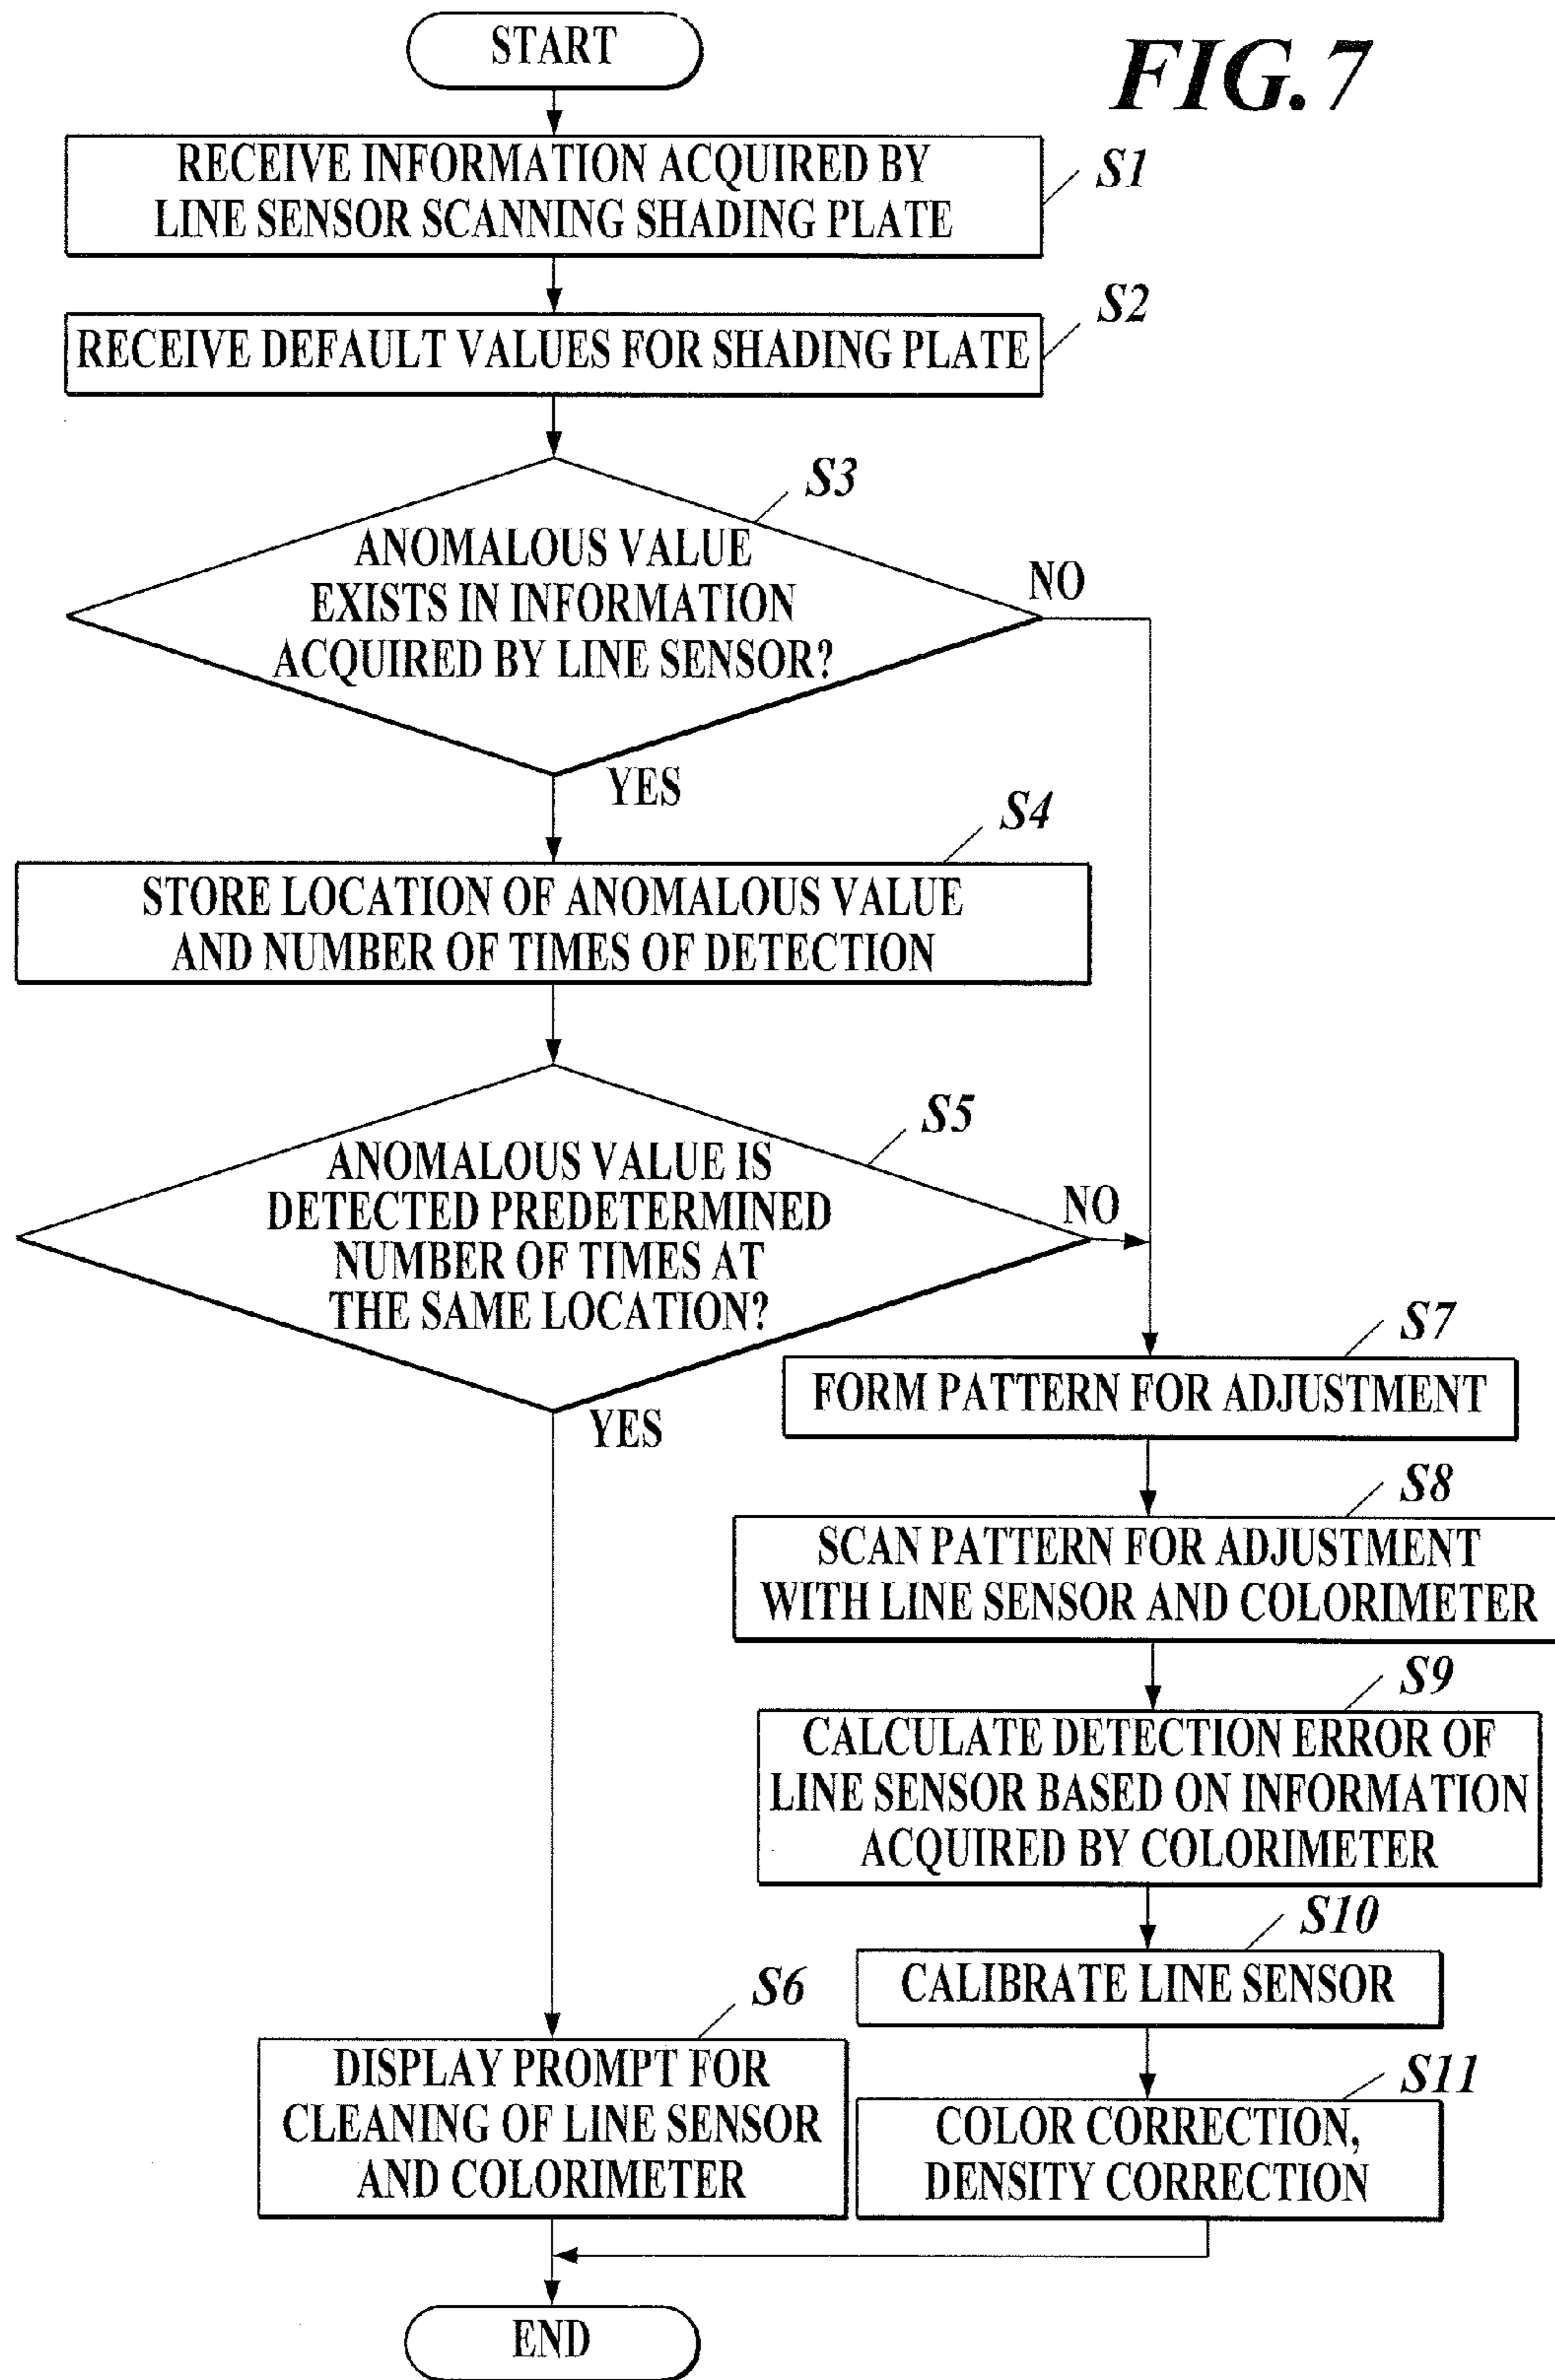 START
FIG. 7
RECEIVE INFORMATION ACQUIRED BY
LINE SENSOR SCANNING SHADING PLATE
S1
RECEIVE DEFAULT VALUES FOR SHADING PLATE
S2
S3
ANOMALOUS VALUE
EXISTS IN INFORMATION
ACQUIRED BY LINE SENSOR?
NO
YES
S4
STORE LOCATION OF ANOMALOUS VALUE
AND NUMBER OF TIMES OF DETECTION
S5
ANOMALOUS VALUE IS
DETECTED PREDETERMINED
NUMBER OF TIMES AT
THE SAME LOCATION?
NO
YES
S7
FORM PATTERN FOR ADJUSTMENT
S8
SCAN PATTERN FOR ADJUSTMENT
WITH LINE SENSOR AND COLORIMETER
S9
CALCULATE DETECTION ERROR OF
LINE SENSOR BASED ON INFORMATION
ACQUIRED BY COLORIMETER
S10
CALIBRATE LINE SENSOR
S6
DISPLAY PROMPT FOR
CLEANING OF LINE SENSOR
AND COLORIMETER
S11
COLOR CORRECTION,
DENSITY CORRECTION
END